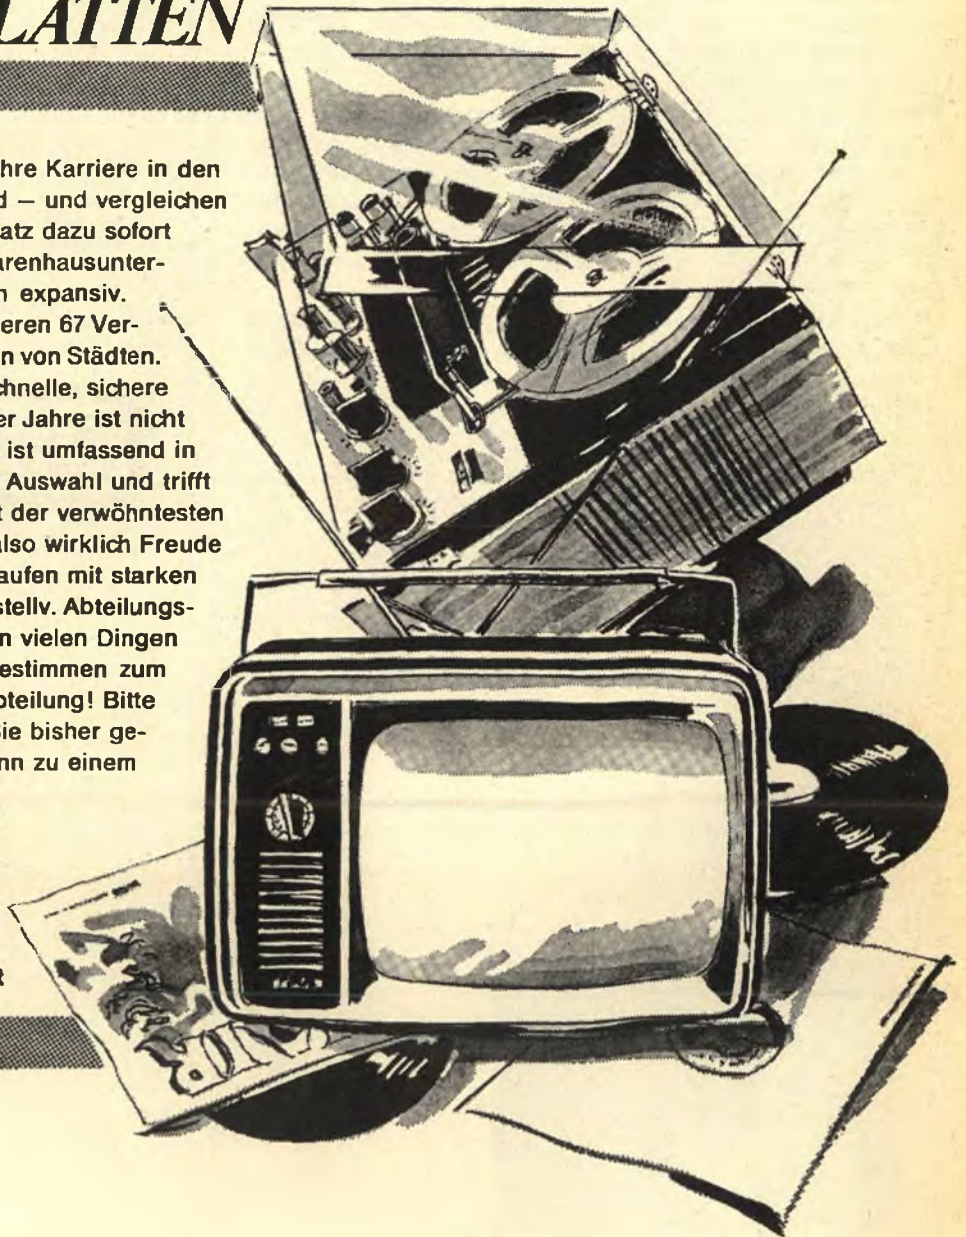 LATTEN
hre Karriere in den
d — und vergleichen
atz dazu sofort
arenhausunter-
n expansiv.
eren 67 Ver-
n von Städten.
chnelle, sichere
er Jahre ist nicht
ist umfassend in
Auswahl und trifft
t der verwöhntesten
also wirklich Freude
aufen mit starken
stellv. Abteilungs-
n vielen Dingen
estimmen zum
bteilung! Bitte
Sie bisher ge-
nn zu einem
t